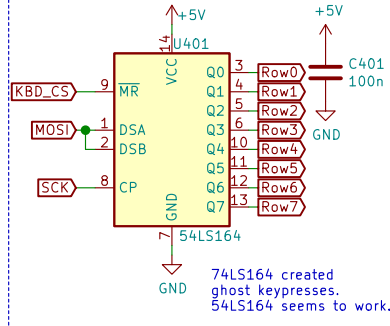 +5V
+5V
U401
14
VCC
KBD_CS
9
MR
Q0
3
Row0
C401
Q1
4
Row1
100n
Q2
5
Row2
MOSI
1
DSA
Q3
6
Row3
GND
2
DSB
Q4
10
Row4
Q5
11
Row5
SCK
8
CP
Q6
12
Row6
Q7
13
Row7
GND
7
54LS164
GND
74LS164 created
ghost keypresses.
54LS164 seems to work.